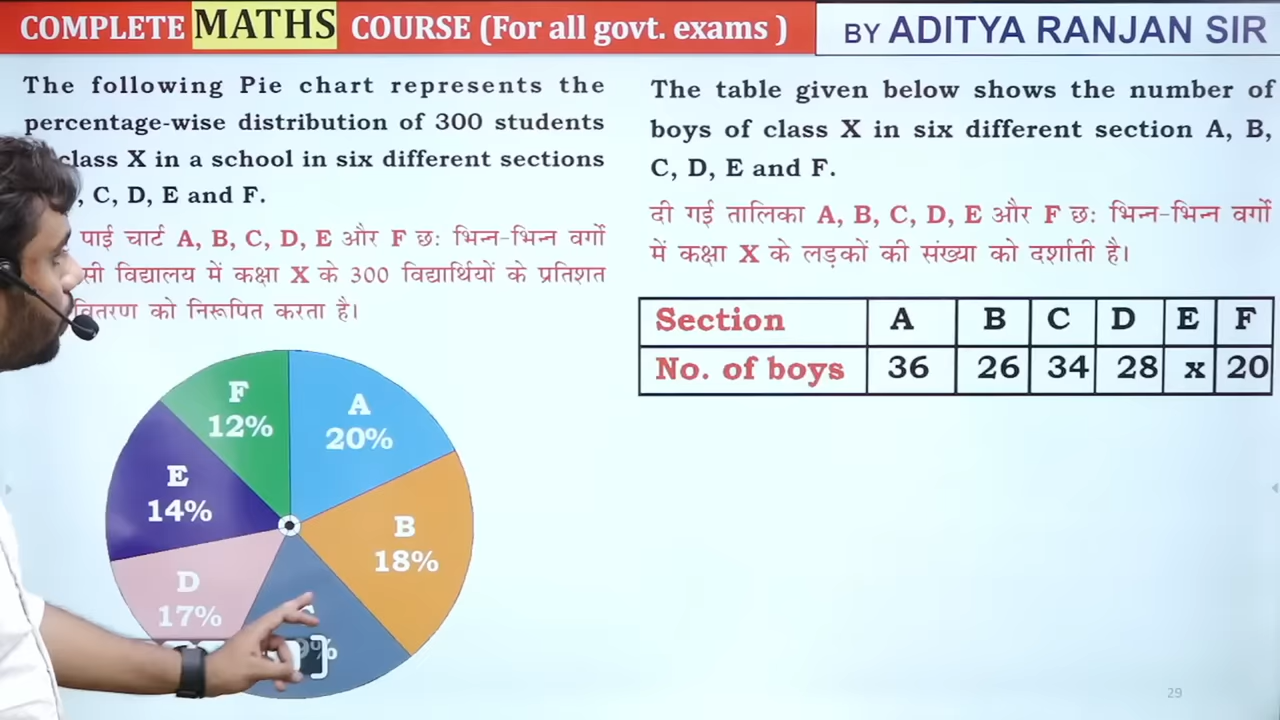 COMPLETE MATHS COURSE (For all govt. exams )
BY ADITYA RANJAN SIR
The following Pie chart represents the
percentage-wise distribution of 300 students
class X in a school in six different sections
, C, D, E and F.
पाई चार्ट A, B, C, D, E और F छः भिन्न-भिन्न वर्गों
सी विद्यालय में कक्षा X के 300 विद्यार्थियों के प्रतिशत
वितरण को निरूपित करता है।
F
12%
A
20%
E
14%
B
18%
D
17%
9%
The table given below shows the number of
boys of class X in six different section A, B,
C, D, E and F.
दी गई तालिका A, B, C, D, E और F छः भिन्न-भिन्न वर्गों
में कक्षा X के लड़कों की संख्या को दर्शाती है।
Section A B C D E F
No. of boys 36 26 34 28 x 20
29